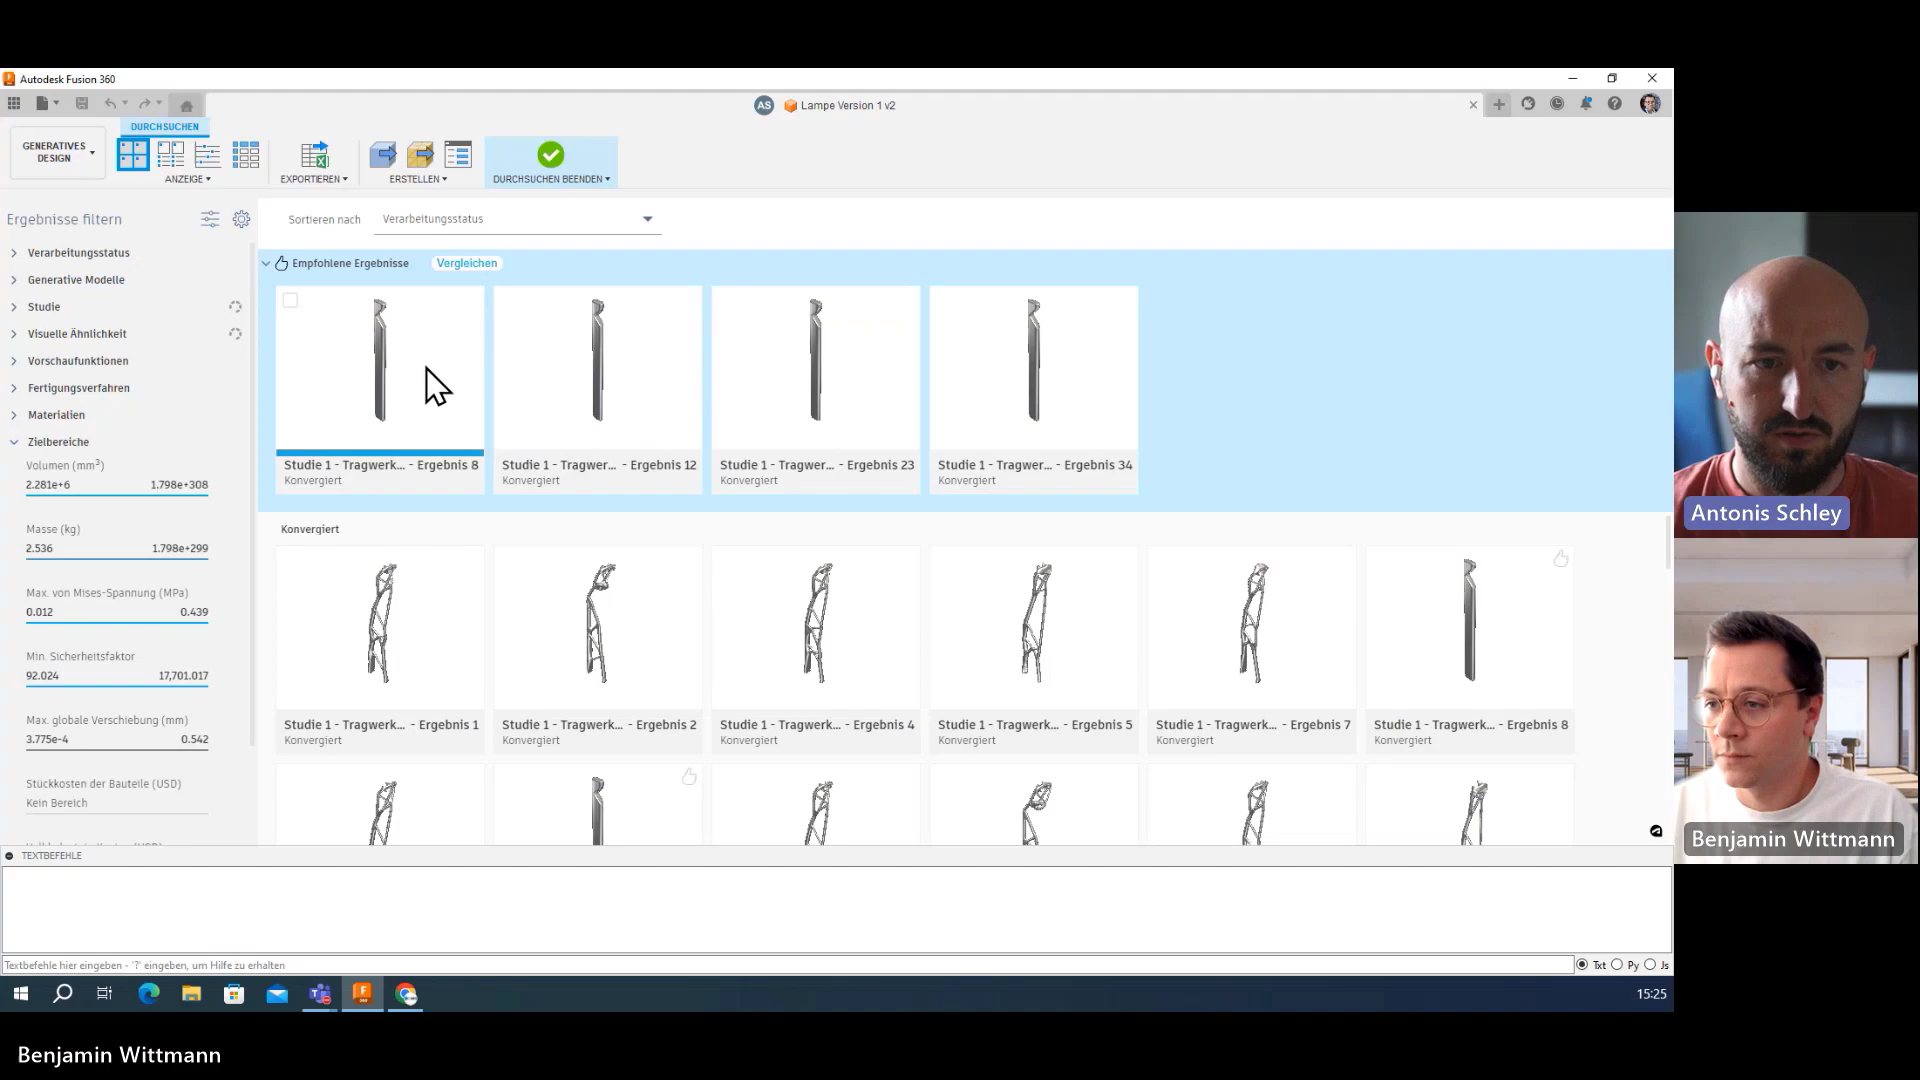 Autodesk Fusion 360
AS Lampe Version 1 v2
DURCHSUCHEN
GENERATIVES
DESIGN
ANZEIGE
EXPORTIEREN
ERSTELLEN
DURCHSUCHEN BEENDEN
Ergebnisse filtern
Verarbeitungsstatus
Generative Modelle
Studie
Visuelle Ähnlichkeit
Vorschaufunktionen
Fertigungsverfahren
Materialien
Zielbereiche
Volumen (mm³)
2.281e+6 1.798e+308
Masse (kg)
2.536 1.798e+299
Max. von Mises-Spannung (MPa)
0.012 0.439
Min. Sicherheitsfaktor
92.024 17,701.017
Max. globale Verschiebung (mm)
3.775e-4 0.542
Stückkosten der Bauteile (USD)
Kein Bereich
Sortieren nach Verarbeitungsstatus
Empfohlene Ergebnisse Vergleichen
Studie 1 - Tragwerk... - Ergebnis 8
Konvergiert
Studie 1 - Tragwer... - Ergebnis 12
Konvergiert
Studie 1 - Tragwer... - Ergebnis 23
Konvergiert
Studie 1 - Tragwer... - Ergebnis 34
Konvergiert
Konvergiert
Studie 1 - Tragwerk... - Ergebnis 1
Konvergiert
Studie 1 - Tragwerk... - Ergebnis 2
Konvergiert
Studie 1 - Tragwerk... - Ergebnis 4
Konvergiert
Studie 1 - Tragwerk... - Ergebnis 5
Konvergiert
Studie 1 - Tragwerk... - Ergebnis 7
Konvergiert
Studie 1 - Tragwerk... - Ergebnis 8
Konvergiert
TEXTBEFEHLE
Textbefehle hier eingeben - '?' eingeben, um Hilfe zu erhalten
Txt Py Js
15:25
Antonis Schley
Benjamin Wittmann
Benjamin Wittmann